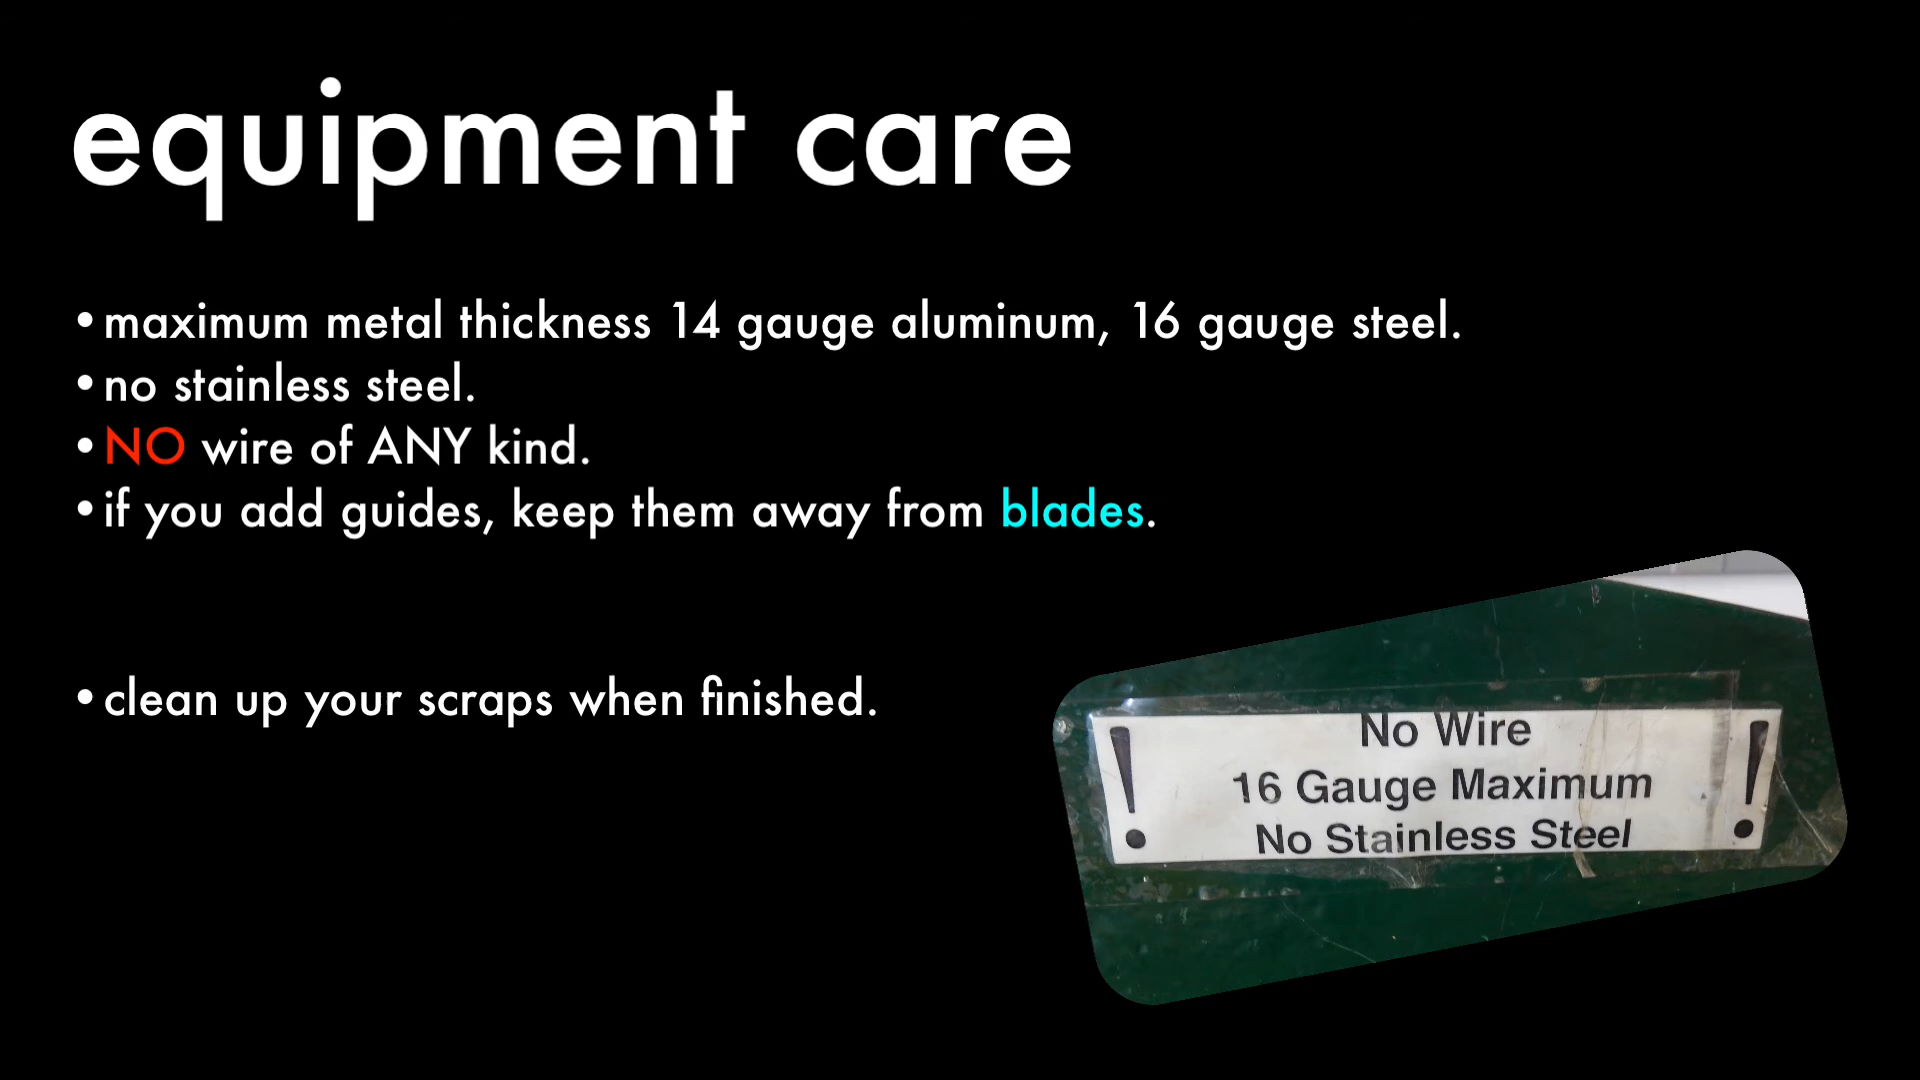 equipment care
•maximum metal thickness 14 gauge aluminum, 16 gauge steel.
•no stainless steel.
•NO wire of ANY kind.
•if you add guides, keep them away from blades.
•clean up your scraps when finished.
! No Wire !
16 Gauge Maximum
No Stainless Steel